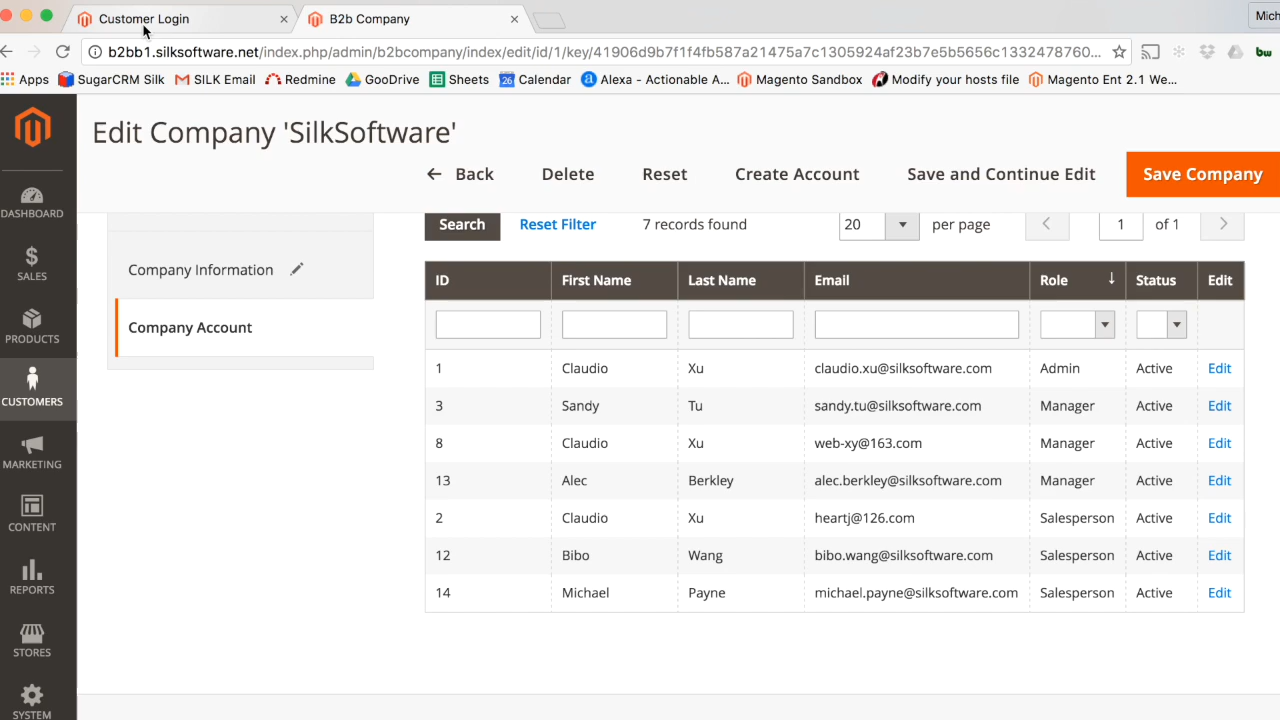 Customer Login
B2b Company
Mich
b2bb1.silksoftware.net/index.php/admin/b2bcompany/index/edit/id/1/key/41906d9b7f1f4fb587a21475a7c1305924af23b7e5b5656c1332478760...
bw
Apps
SugarCRM Silk
SILK Email
Redmine
GooDrive
Sheets
26
Calendar
a
Alexa - Actionable A...
Magento Sandbox
Modify your hosts file
Magento Ent 2.1 We...
Edit Company 'SilkSoftware'
← Back
Delete
Reset
Create Account
Save and Continue Edit
Save Company
DASHBOARD
$
SALES
PRODUCTS
CUSTOMERS
MARKETING
CONTENT
REPORTS
STORES
SYSTEM
Company Information
Company Account
Search
Reset Filter
7 records found
20
per page
1
of 1
ID First Name Last Name Email Role ↓ Status Edit
1 Claudio Xu claudio.xu@silksoftware.com Admin Active Edit
3 Sandy Tu sandy.tu@silksoftware.com Manager Active Edit
8 Claudio Xu web-xy@163.com Manager Active Edit
13 Alec Berkley alec.berkley@silksoftware.com Manager Active Edit
2 Claudio Xu heartj@126.com Salesperson Active Edit
12 Bibo Wang bibo.wang@silksoftware.com Salesperson Active Edit
14 Michael Payne michael.payne@silksoftware.com Salesperson Active Edit